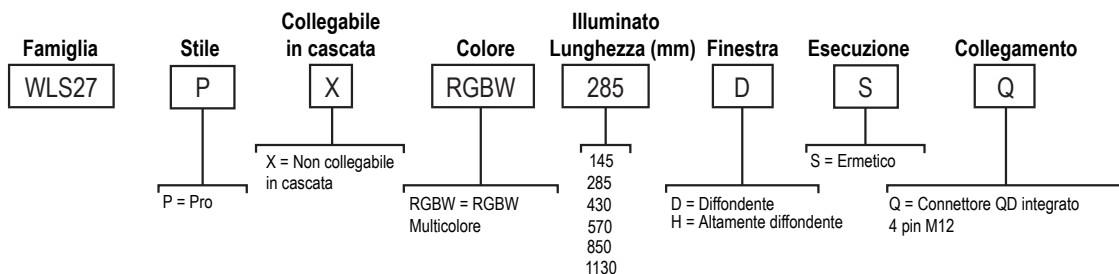 Famiglia
Stile
Collegabile
in cascata
Colore
Illuminato
Lunghezza (mm)
Finestra
Esecuzione
Collegamento
WLS27
P
X
RGBW
285
D
S
Q
P = Pro
X = Non collegabile
in cascata
RGBW = RGBW
Multicolore
145
285
430
570
850
1130
D = Diffondente
H = Altamente diffondente
S = Ermetico
Q = Connettore QD integrato
4 pin M12